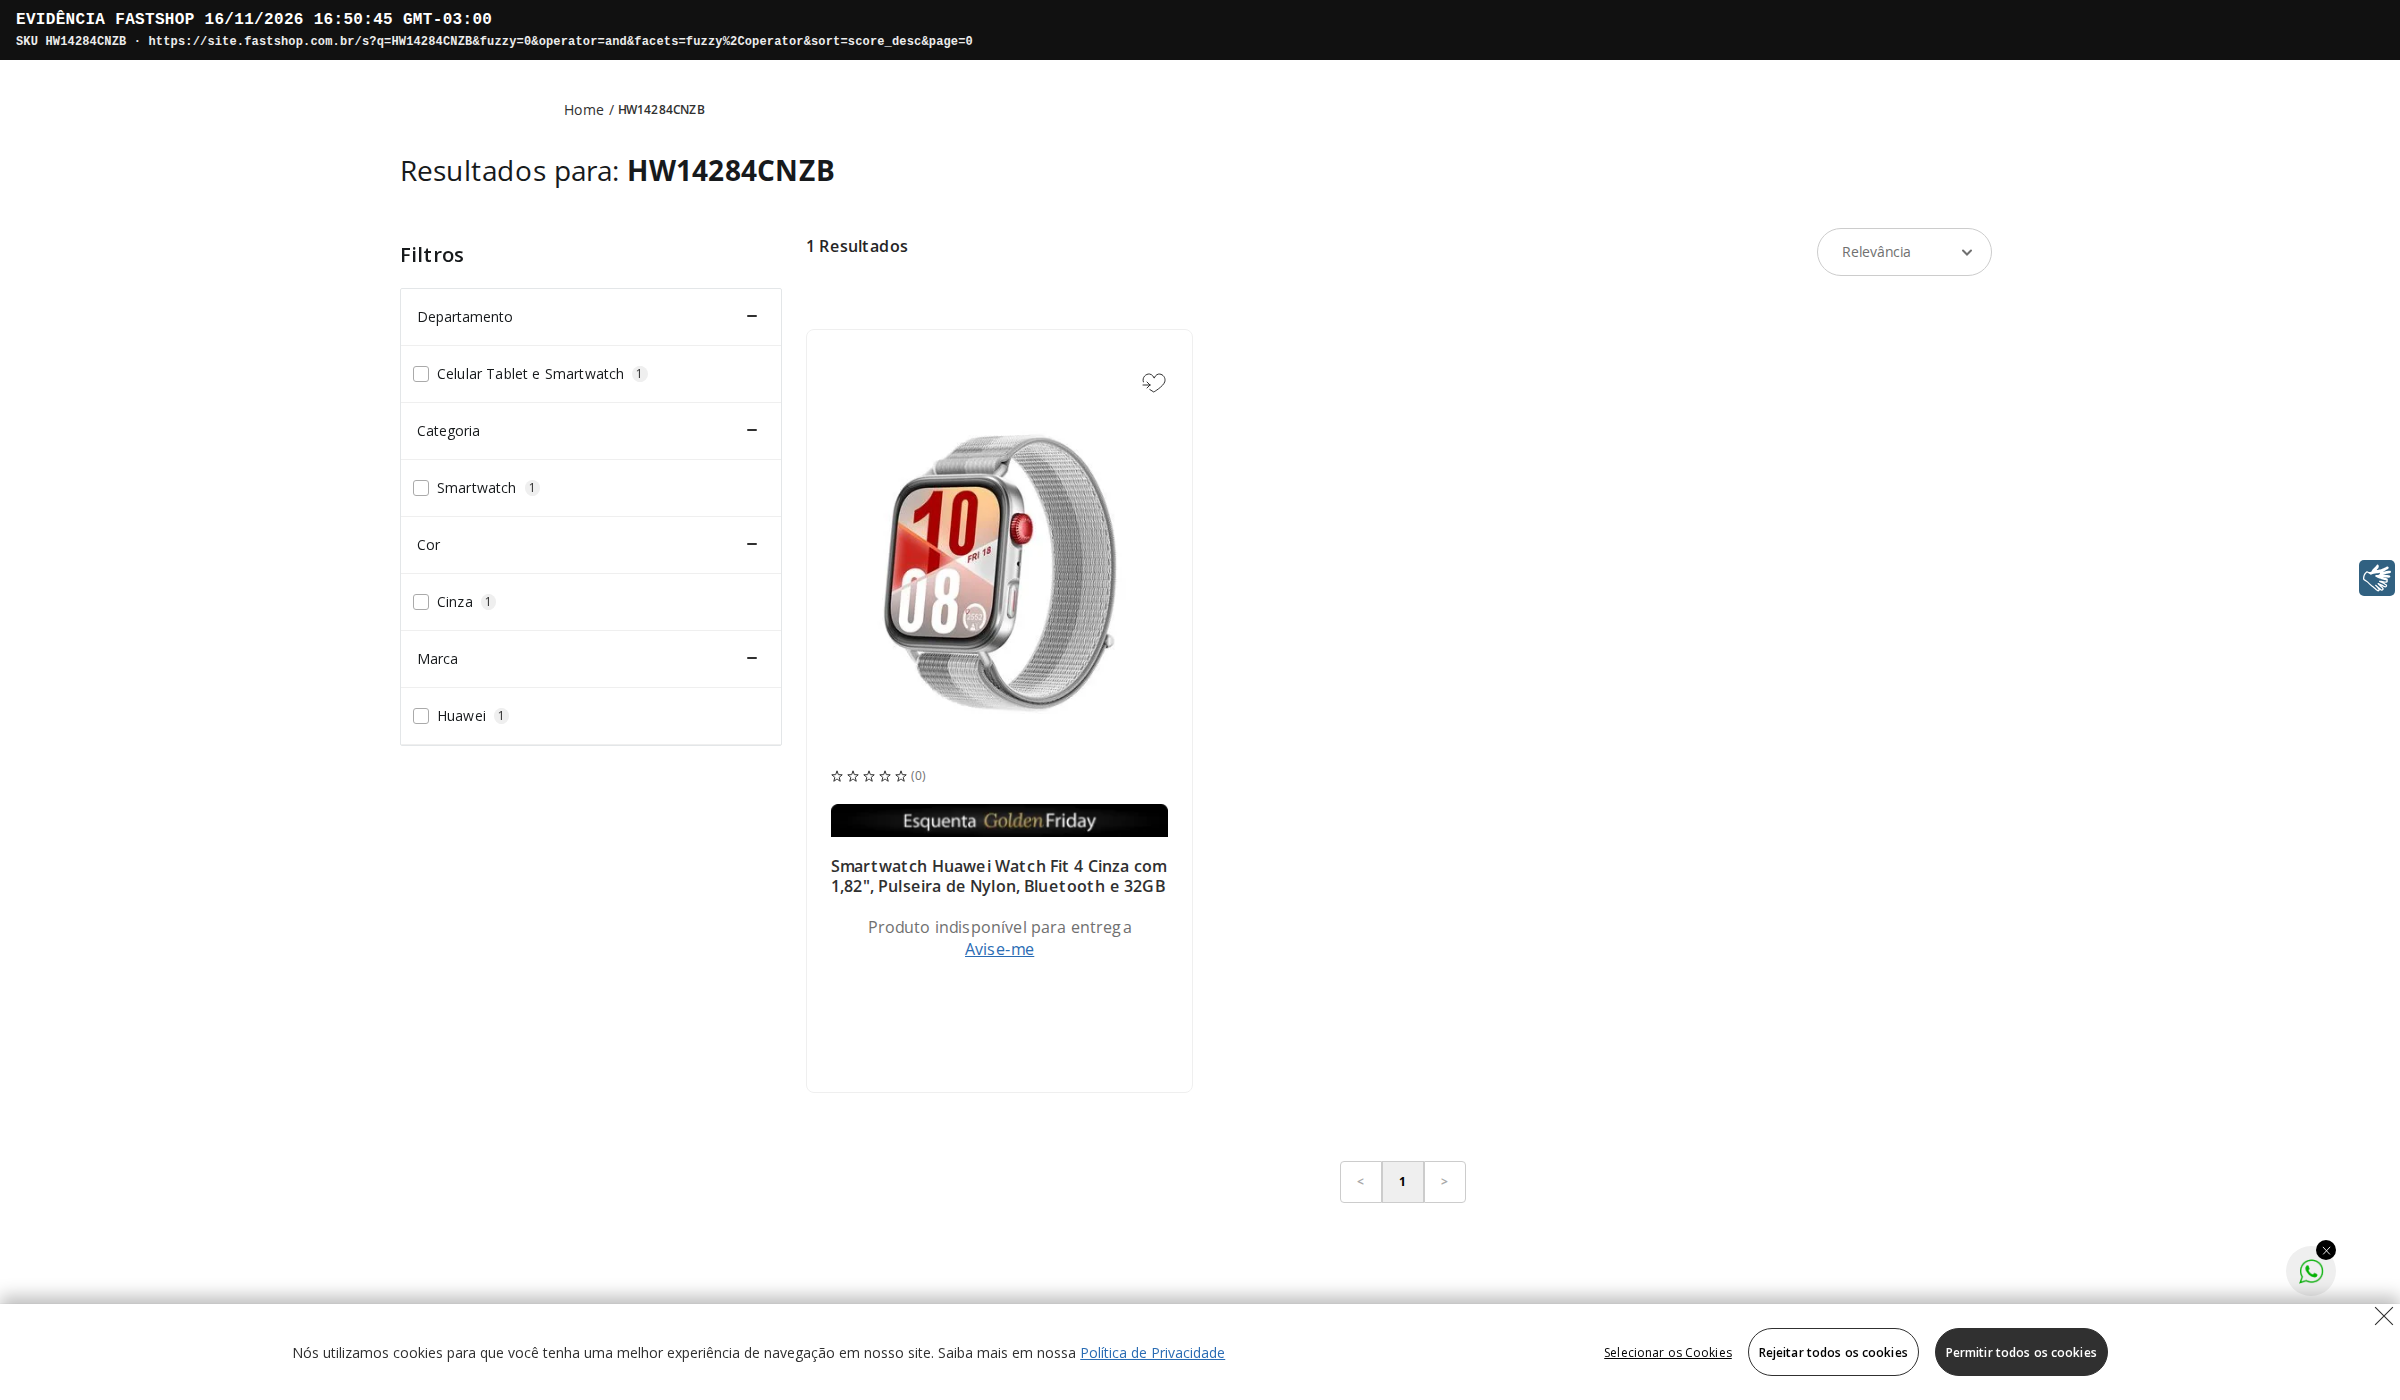 EVIDÊNCIA FASTSHOP 16/11/2026 16:50:45 GMT-03:00
SKU HW14284CNZB · https://site.fastshop.com.br/s?q=HW14284CNZB&fuzzy=0&operator=and&facets=fuzzy%2Coperator&sort=score_desc&page=0
Home / HW14284CNZB
Resultados para: HW14284CNZB
Filtros
1 Resultados
Relevância
Departamento
Celular Tablet e Smartwatch 1
Categoria
Smartwatch 1
Cor
Cinza 1
Marca
Huawei 1
10
FRI 18
08
(0)
Esquenta Golden Friday
Smartwatch Huawei Watch Fit 4 Cinza com
1,82", Pulseira de Nylon, Bluetooth e 32GB
Produto indisponível para entrega
Avise-me
< 1 >
Nós utilizamos cookies para que você tenha uma melhor experiência de navegação em nosso site. Saiba mais em nossa Política de Privacidade
Selecionar os Cookies
Rejeitar todos os cookies
Permitir todos os cookies